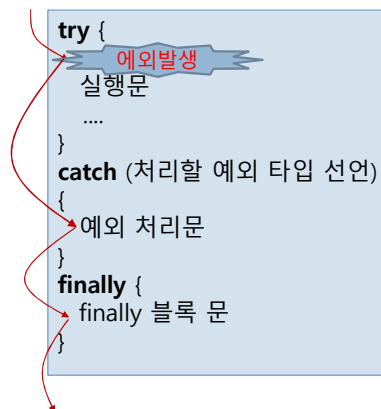 try {
에외발생
실행문
....
}
catch (처리할 예외 타입 선언)
{
예외 처리문
}
finally {
finally 블록 문
}